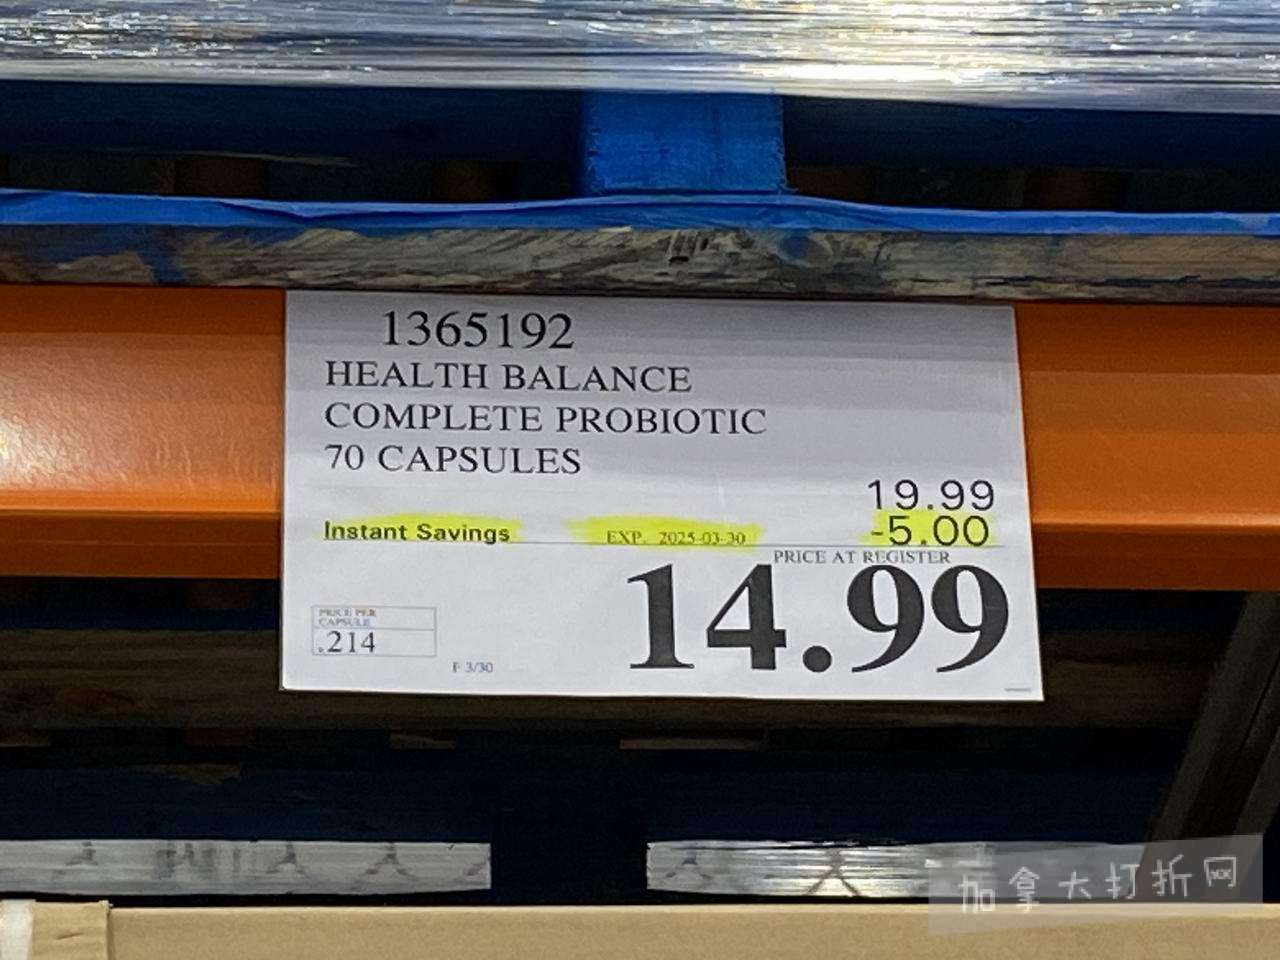 1365192
HEALTH BALANCE
COMPLETE PROBIOTIC
70 CAPSULES
19.99
Instant Savings EXP. 2025-03-30 -5.00
PRICE AT REGISTER
14.99
PRICE PER
CAPSULE
.214
P 3/30
加拿大打折网